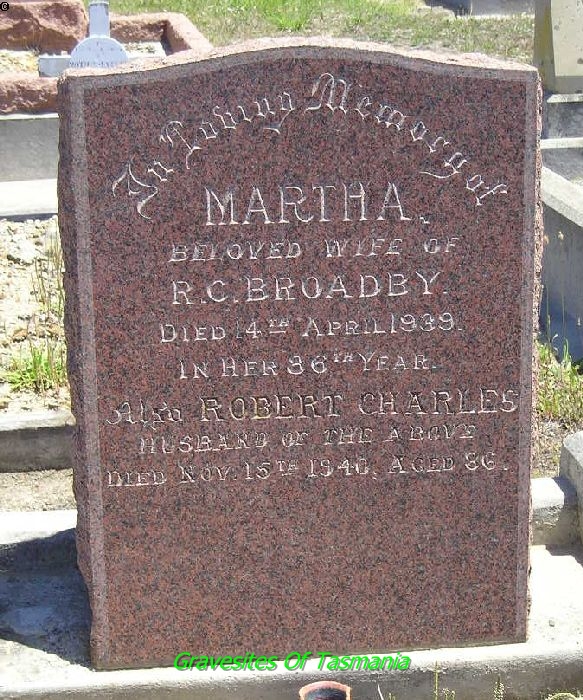 In Loving Memory of
MARTHA.
BELOVED WIFE OF
R.C. BROADBY.
DIED 14TH APRIL 1939.
IN HER 86TH YEAR.
Also ROBERT CHARLES
HUSBAND OF THE ABOVE
DIED NOV. 15TH 1940, AGED 86.
Gravesites Of Tasmania